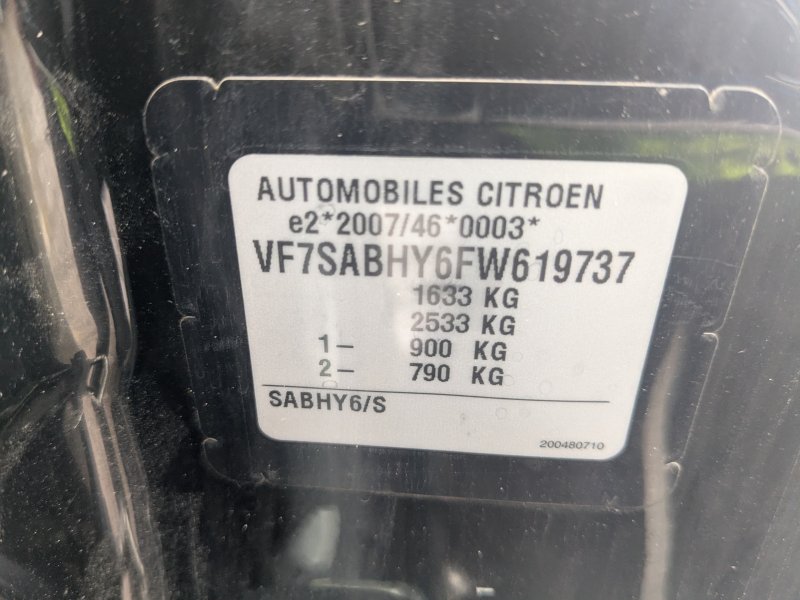 AUTOMOBILES CITROEN
e2*2007/46*0003*
VF7SABHY6FW619737
1633 KG
2533 KG
1– 900 KG
2– 790 KG
SABHY6/S
200480710